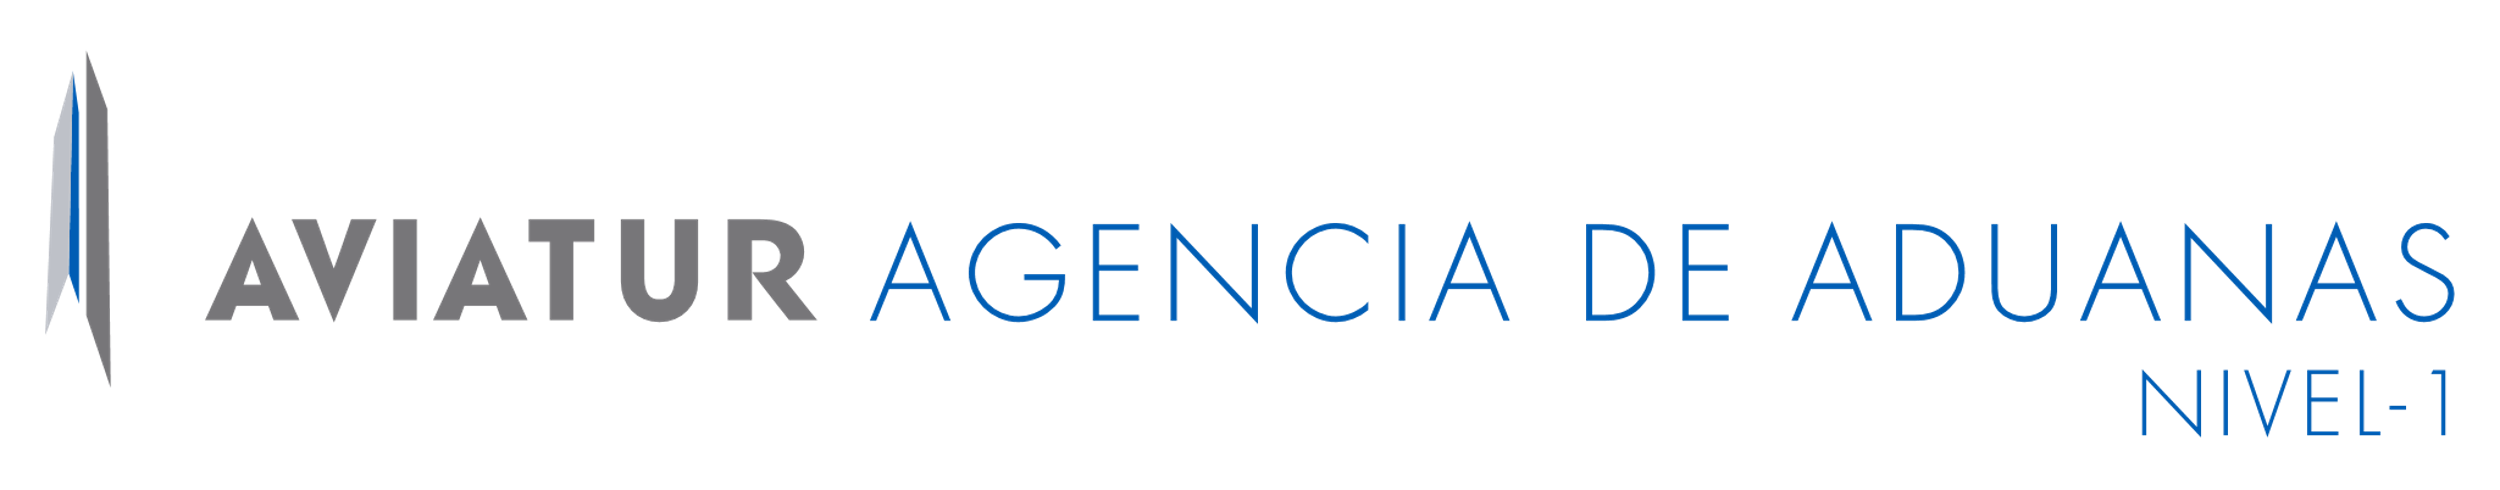 AVIATUR AGENCIA DE ADUANAS
NIVEL-1